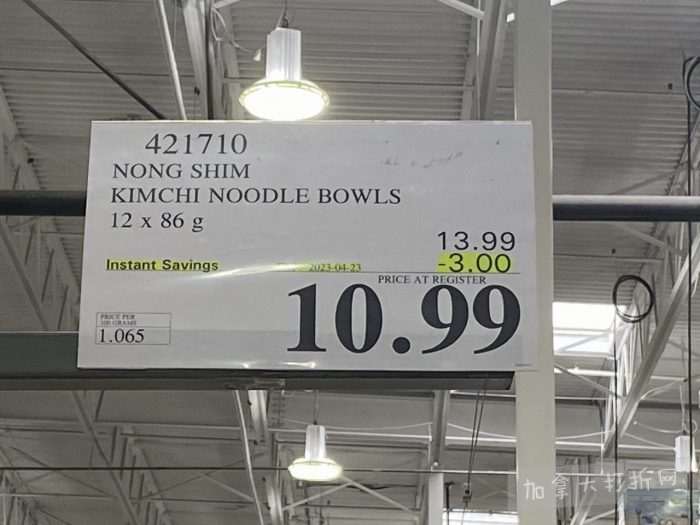 421710
NONG SHIM
KIMCHI NOODLE BOWLS
12 x 86 g
13.99
Instant Savings 2023-04-23 -3.00
PRICE AT REGISTER
10.99
PRICE PER
100 GRAMS
1.065
加拿大打折网